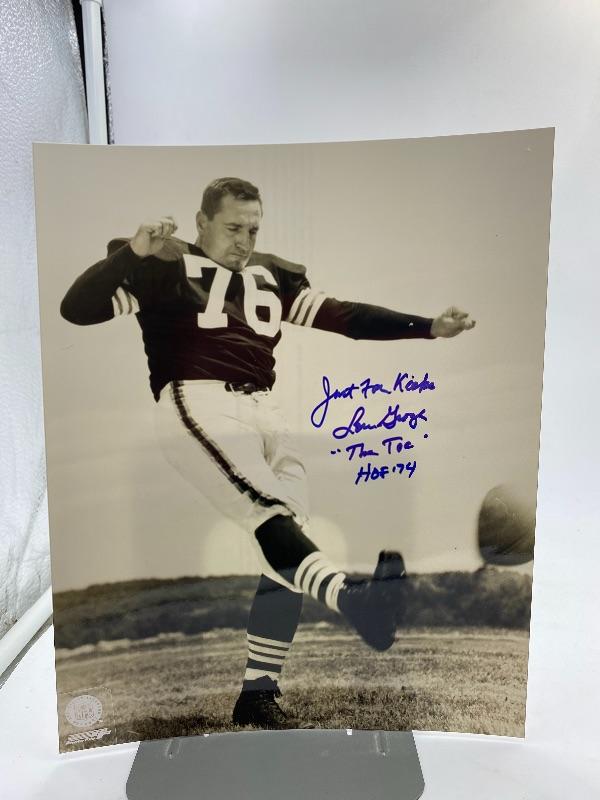 76
Just For Kicks
Lou Groza
"The Toe"
HOF '74